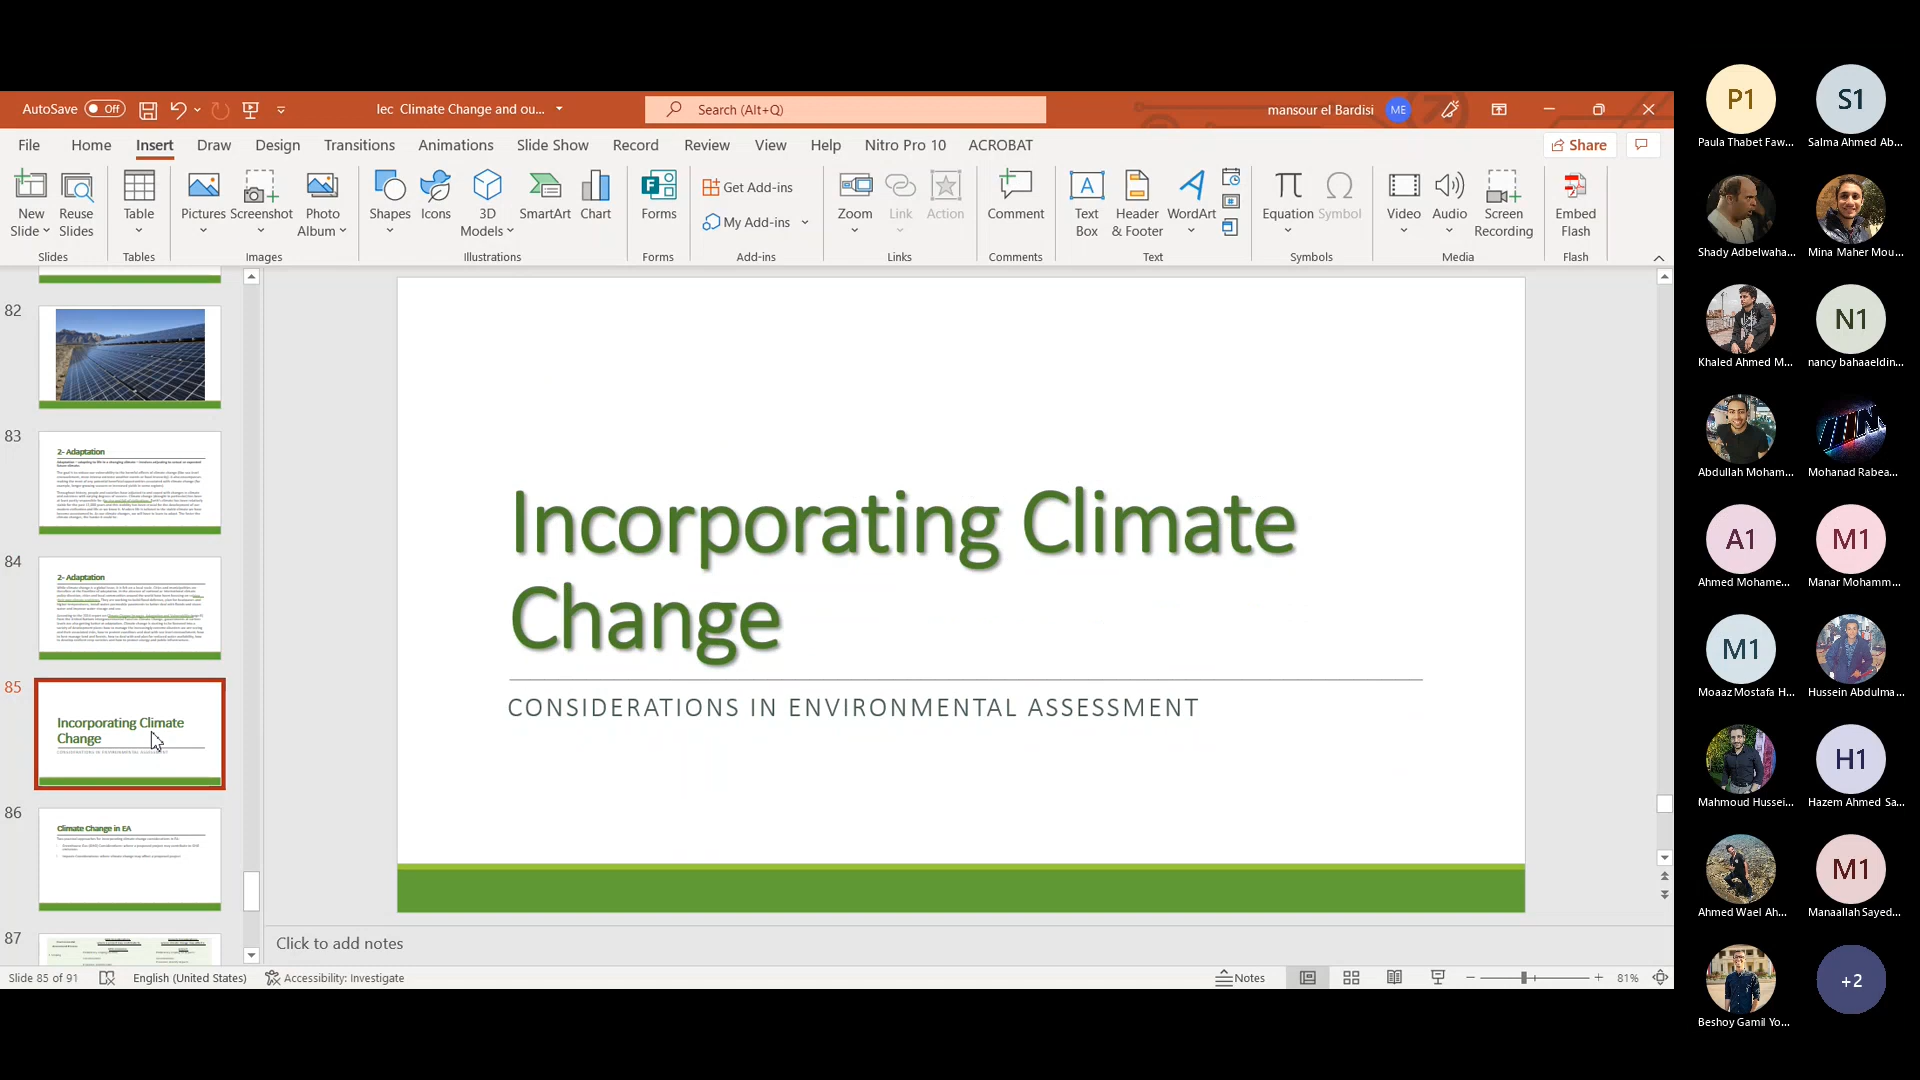 AutoSave Off
lec Climate Change and ou...
Search (Alt+Q)
mansour el Bardisi ME
File Home Insert Draw Design Transitions Animations Slide Show Record Review View Help Nitro Pro 10 ACROBAT
Share
New Slide
Reuse Slides
Table
Pictures
Screenshot
Photo Album
Shapes
Icons
3D Models
SmartArt
Chart
Forms
Get Add-ins
My Add-ins
Zoom
Link
Action
Comment
Text Box
Header & Footer
WordArt
Equation
Symbol
Video
Audio
Screen Recording
Embed Flash
Slides Tables Images Illustrations Forms Add-ins Links Comments Text Symbols Media Flash
82
83
2- Adaptation
84
2- Adaptation
85
Incorporating Climate
Change
CONSIDERATIONS IN ENVIRONMENTAL ASSESSMENT
86
Climate Change in EA
87
Incorporating Climate
Change
CONSIDERATIONS IN ENVIRONMENTAL ASSESSMENT
Click to add notes
Slide 85 of 91
English (United States)
Accessibility: Investigate
Notes
81%
P1
Paula Thabet Faw...
S1
Salma Ahmed Ab...
Shady Adbelwaha...
Mina Maher Mou...
Khaled Ahmed M...
N1
nancy bahaaeldin...
Abdullah Moham...
Mohanad Rabea...
A1
Ahmed Mohame...
M1
Manar Mohamm...
M1
Moaaz Mostafa H...
Hussein Abdulma...
Mahmoud Hussei...
H1
Hazem Ahmed Sa...
Ahmed Wael Ah...
M1
Manaallah Sayed...
Beshoy Gamil Yo...
+2